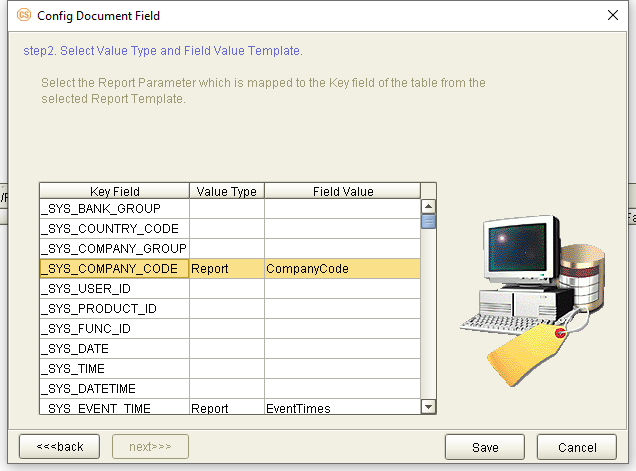 CS Config Document Field
step2. Select Value Type and Field Value Template.
Select the Report Parameter which is mapped to the Key field of the table from the
selected Report Template.
Key Field Value Type Field Value
_SYS_BANK_GROUP
_SYS_COUNTRY_CODE
_SYS_COMPANY_GROUP
_SYS_COMPANY_CODE Report CompanyCode
_SYS_USER_ID
_SYS_PRODUCT_ID
_SYS_FUNC_ID
_SYS_DATE
_SYS_TIME
_SYS_DATETIME
_SYS_EVENT_TIME Report EventTimes
<<<back next>>> Save Cancel